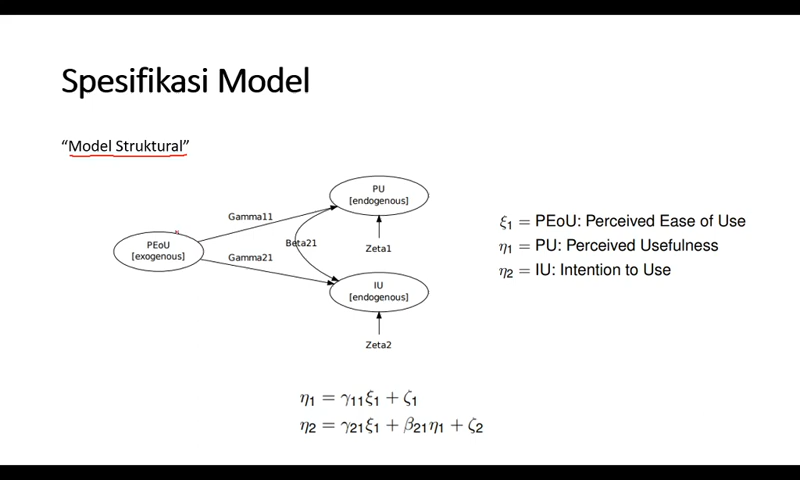 Spesifikasi Model
“Model Struktural”
PU
[endogenous]
Gamma11
PEoU
[exogenous]
Beta21
Zeta1
Gamma21
IU
[endogenous]
Zeta2
ξ1 = PEoU: Perceived Ease of Use
η1 = PU: Perceived Usefulness
η2 = IU: Intention to Use
η1 = γ11ξ1 + ζ1
η2 = γ21ξ1 + β21η1 + ζ2